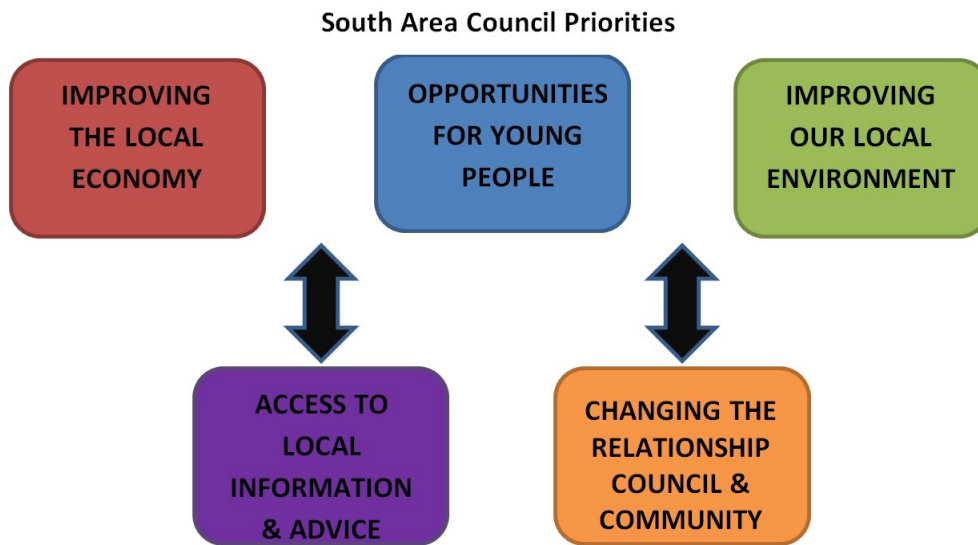 South Area Council Priorities
IMPROVING
THE LOCAL
ECONOMY
OPPORTUNITIES
FOR YOUNG
PEOPLE
IMPROVING
OUR LOCAL
ENVIRONMENT
ACCESS TO
LOCAL
INFORMATION
& ADVICE
CHANGING THE
RELATIONSHIP
COUNCIL &
COMMUNITY